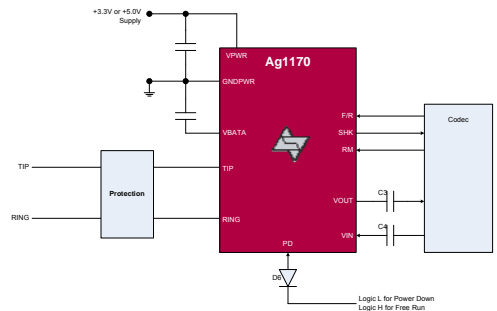 +3.3V or +5.0V
Supply
VPWR
Ag1170
GNDPWR
F/R
Codec
SHK
VBATA
RM
TIP
TIP
Protection
C3
VOUT
RING
RING
C4
VIN
PD
D6
Logic L for Power Down
Logic H for Free Run